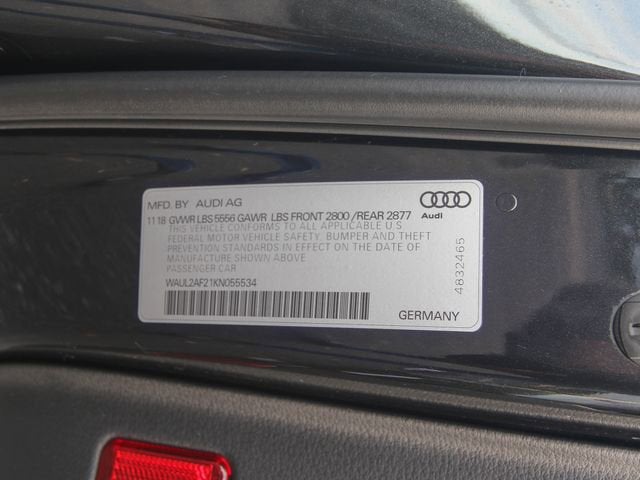 MFD. BY AUDI AG
Audi
1118 GVWR LBS 5556 GAWR LBS FRONT 2800 /REAR 2877
THIS VEHICLE CONFORMS TO ALL APPLICABLE U S
FEDERAL MOTOR VEHICLE SAFETY, BUMPER AND THEFT
PREVENTION STANDARDS IN EFFECT ON THE DATE OF
MANUFACTURE SHOWN ABOVE
PASSENGER CAR
WAUL2AF21KN055534
4832465
GERMANY